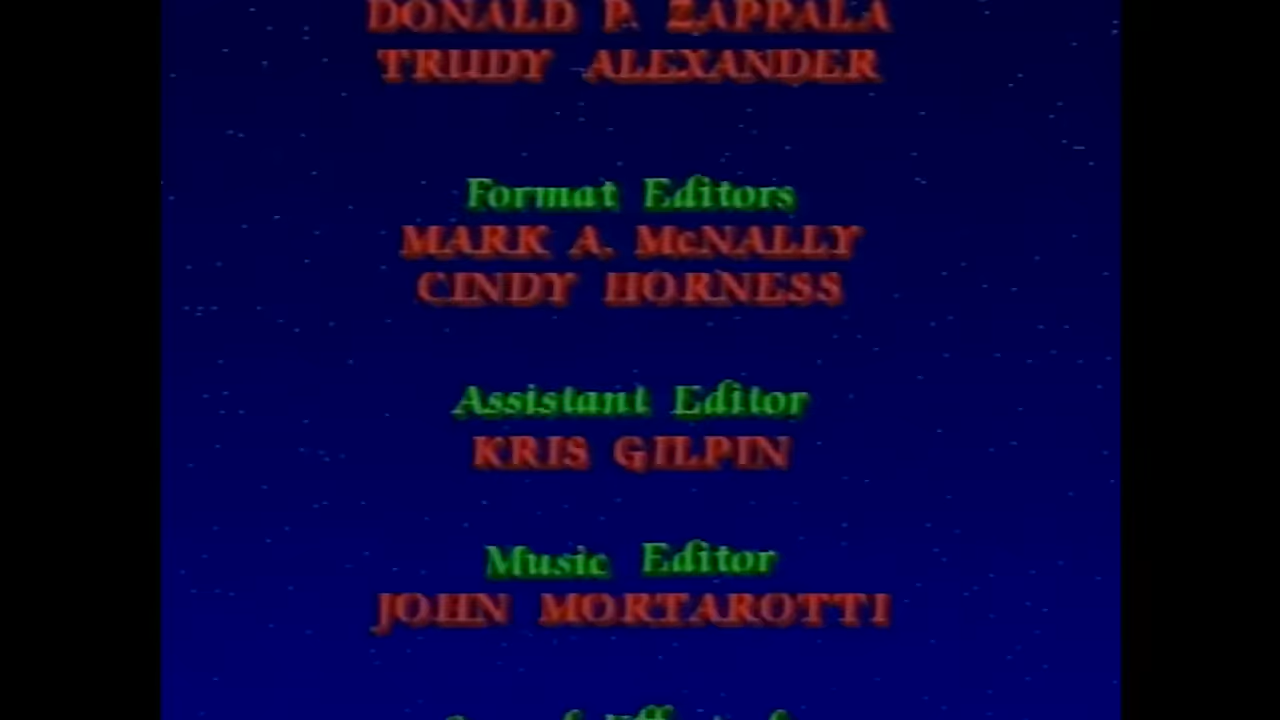 DONALD P. ZAPPALA
TRUDY ALEXANDER
Format Editors
MARK A. McNALLY
CINDY HORNESS
Assistant Editor
KRIS GILPIN
Music Editor
JOHN MORTAROTTI